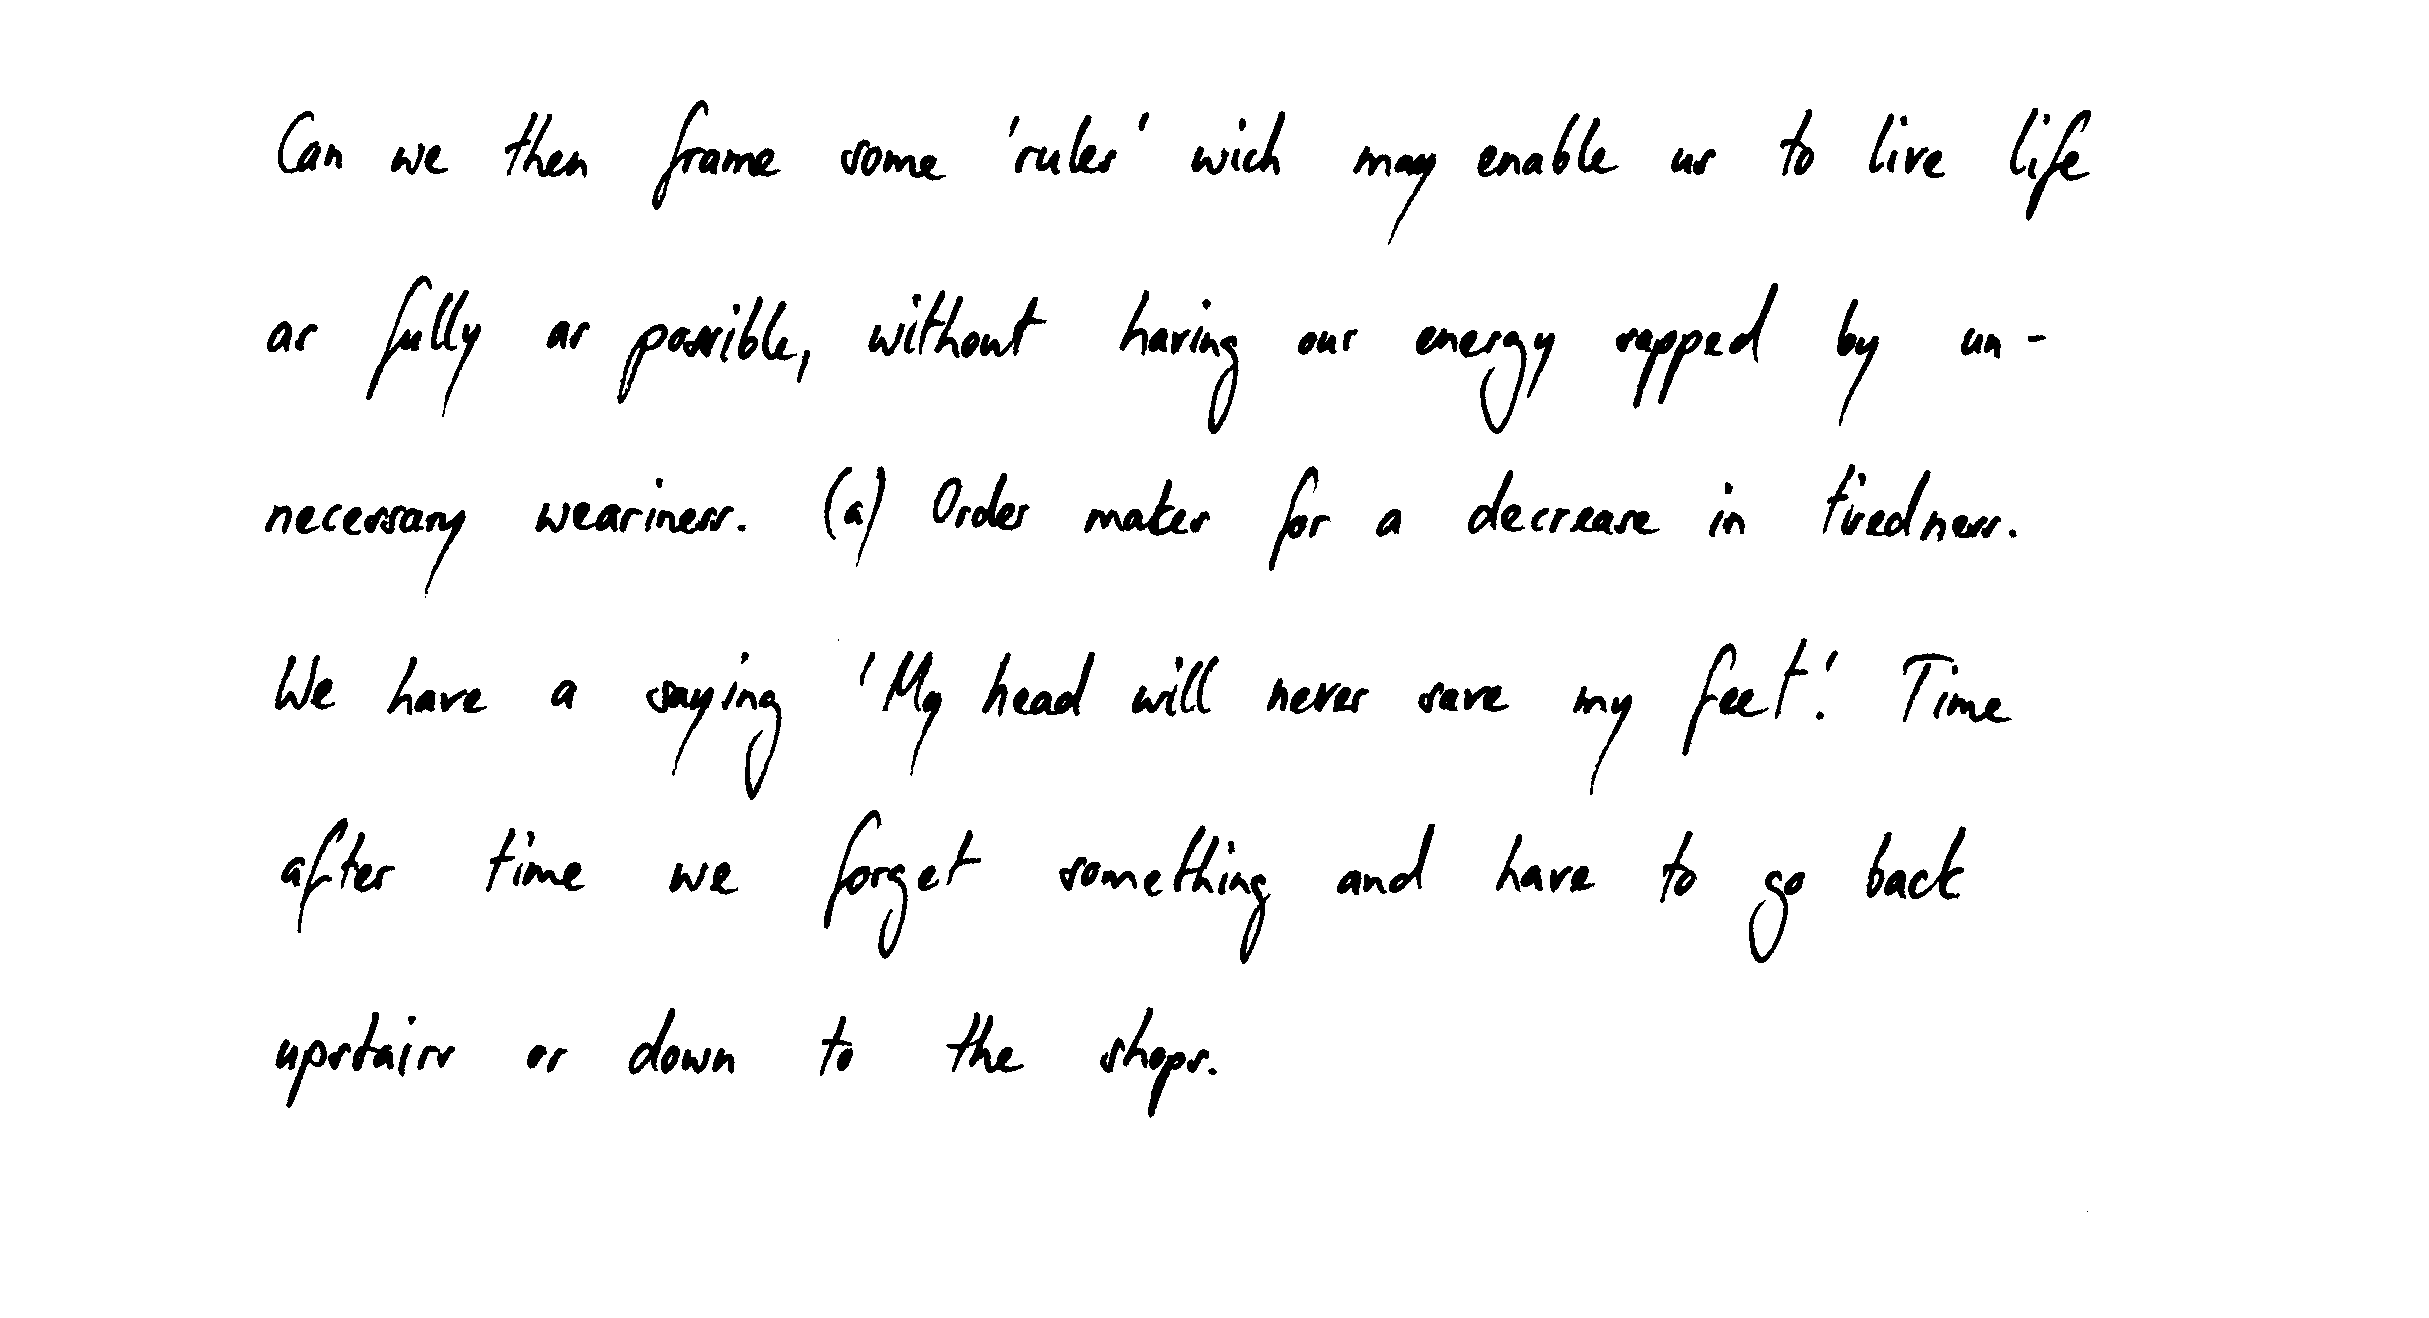 Can we then frame some 'rules' wich may enable us to live life
as fully as possible, without having our energy sapped by un-
necessary weariness. (a) Order makes for a decrease in tiredness.
We have a saying 'My head will never save my feet'. Time
after time we forget something and have to go back
upstairs or down to the shops.